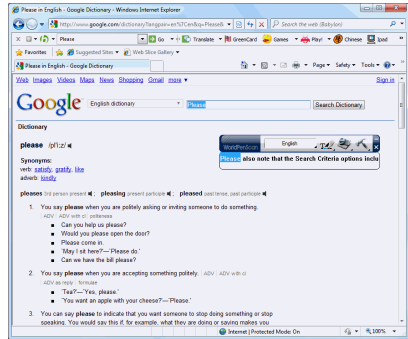 Please in English - Google Dictionary - Windows Internet Explorer
http://www.google.com/dictionary?langpair=en%7Cen&q=Please&
Search the web (Babylon)
Please
Go
Translate
GreenCard
Games
Play!
Chinese
Ipad
Favorites
Suggested Sites
Web Slice Gallery
Please in English - Google Dictionary
Page
Safety
Tools
Web Images Videos Maps News Shopping Gmail more ▼
Sign in
Google
English dictionary
Please
Search Dictionary
Dictionary
please /pli:z/
WorldPenScan
English
Please also note that the Search Criteria options inclu
Synonyms:
verb: satisfy, gratify, like
adverb: kindly
pleases 3rd person present ; pleasing present participle ; pleased past tense, past participle
1. You say please when you are politely asking or inviting someone to do something.
ADV ADV with cl politeness
■ Can you help us please?
■ Would you please open the door?
■ Please come in.
■ 'May I sit here?'—'Please do.'
■ Can we have the bill please?
2. You say please when you are accepting something politely. ADV ADV with cl
ADV as reply formulae
■ 'Tea?'—'Yes, please.'
■ 'You want an apple with your cheese?'—'Please.'
3. You can say please to indicate that you want someone to stop doing something or stop
speaking. You would say this if, for example, what they are doing or saying makes you
Internet | Protected Mode: On
100%